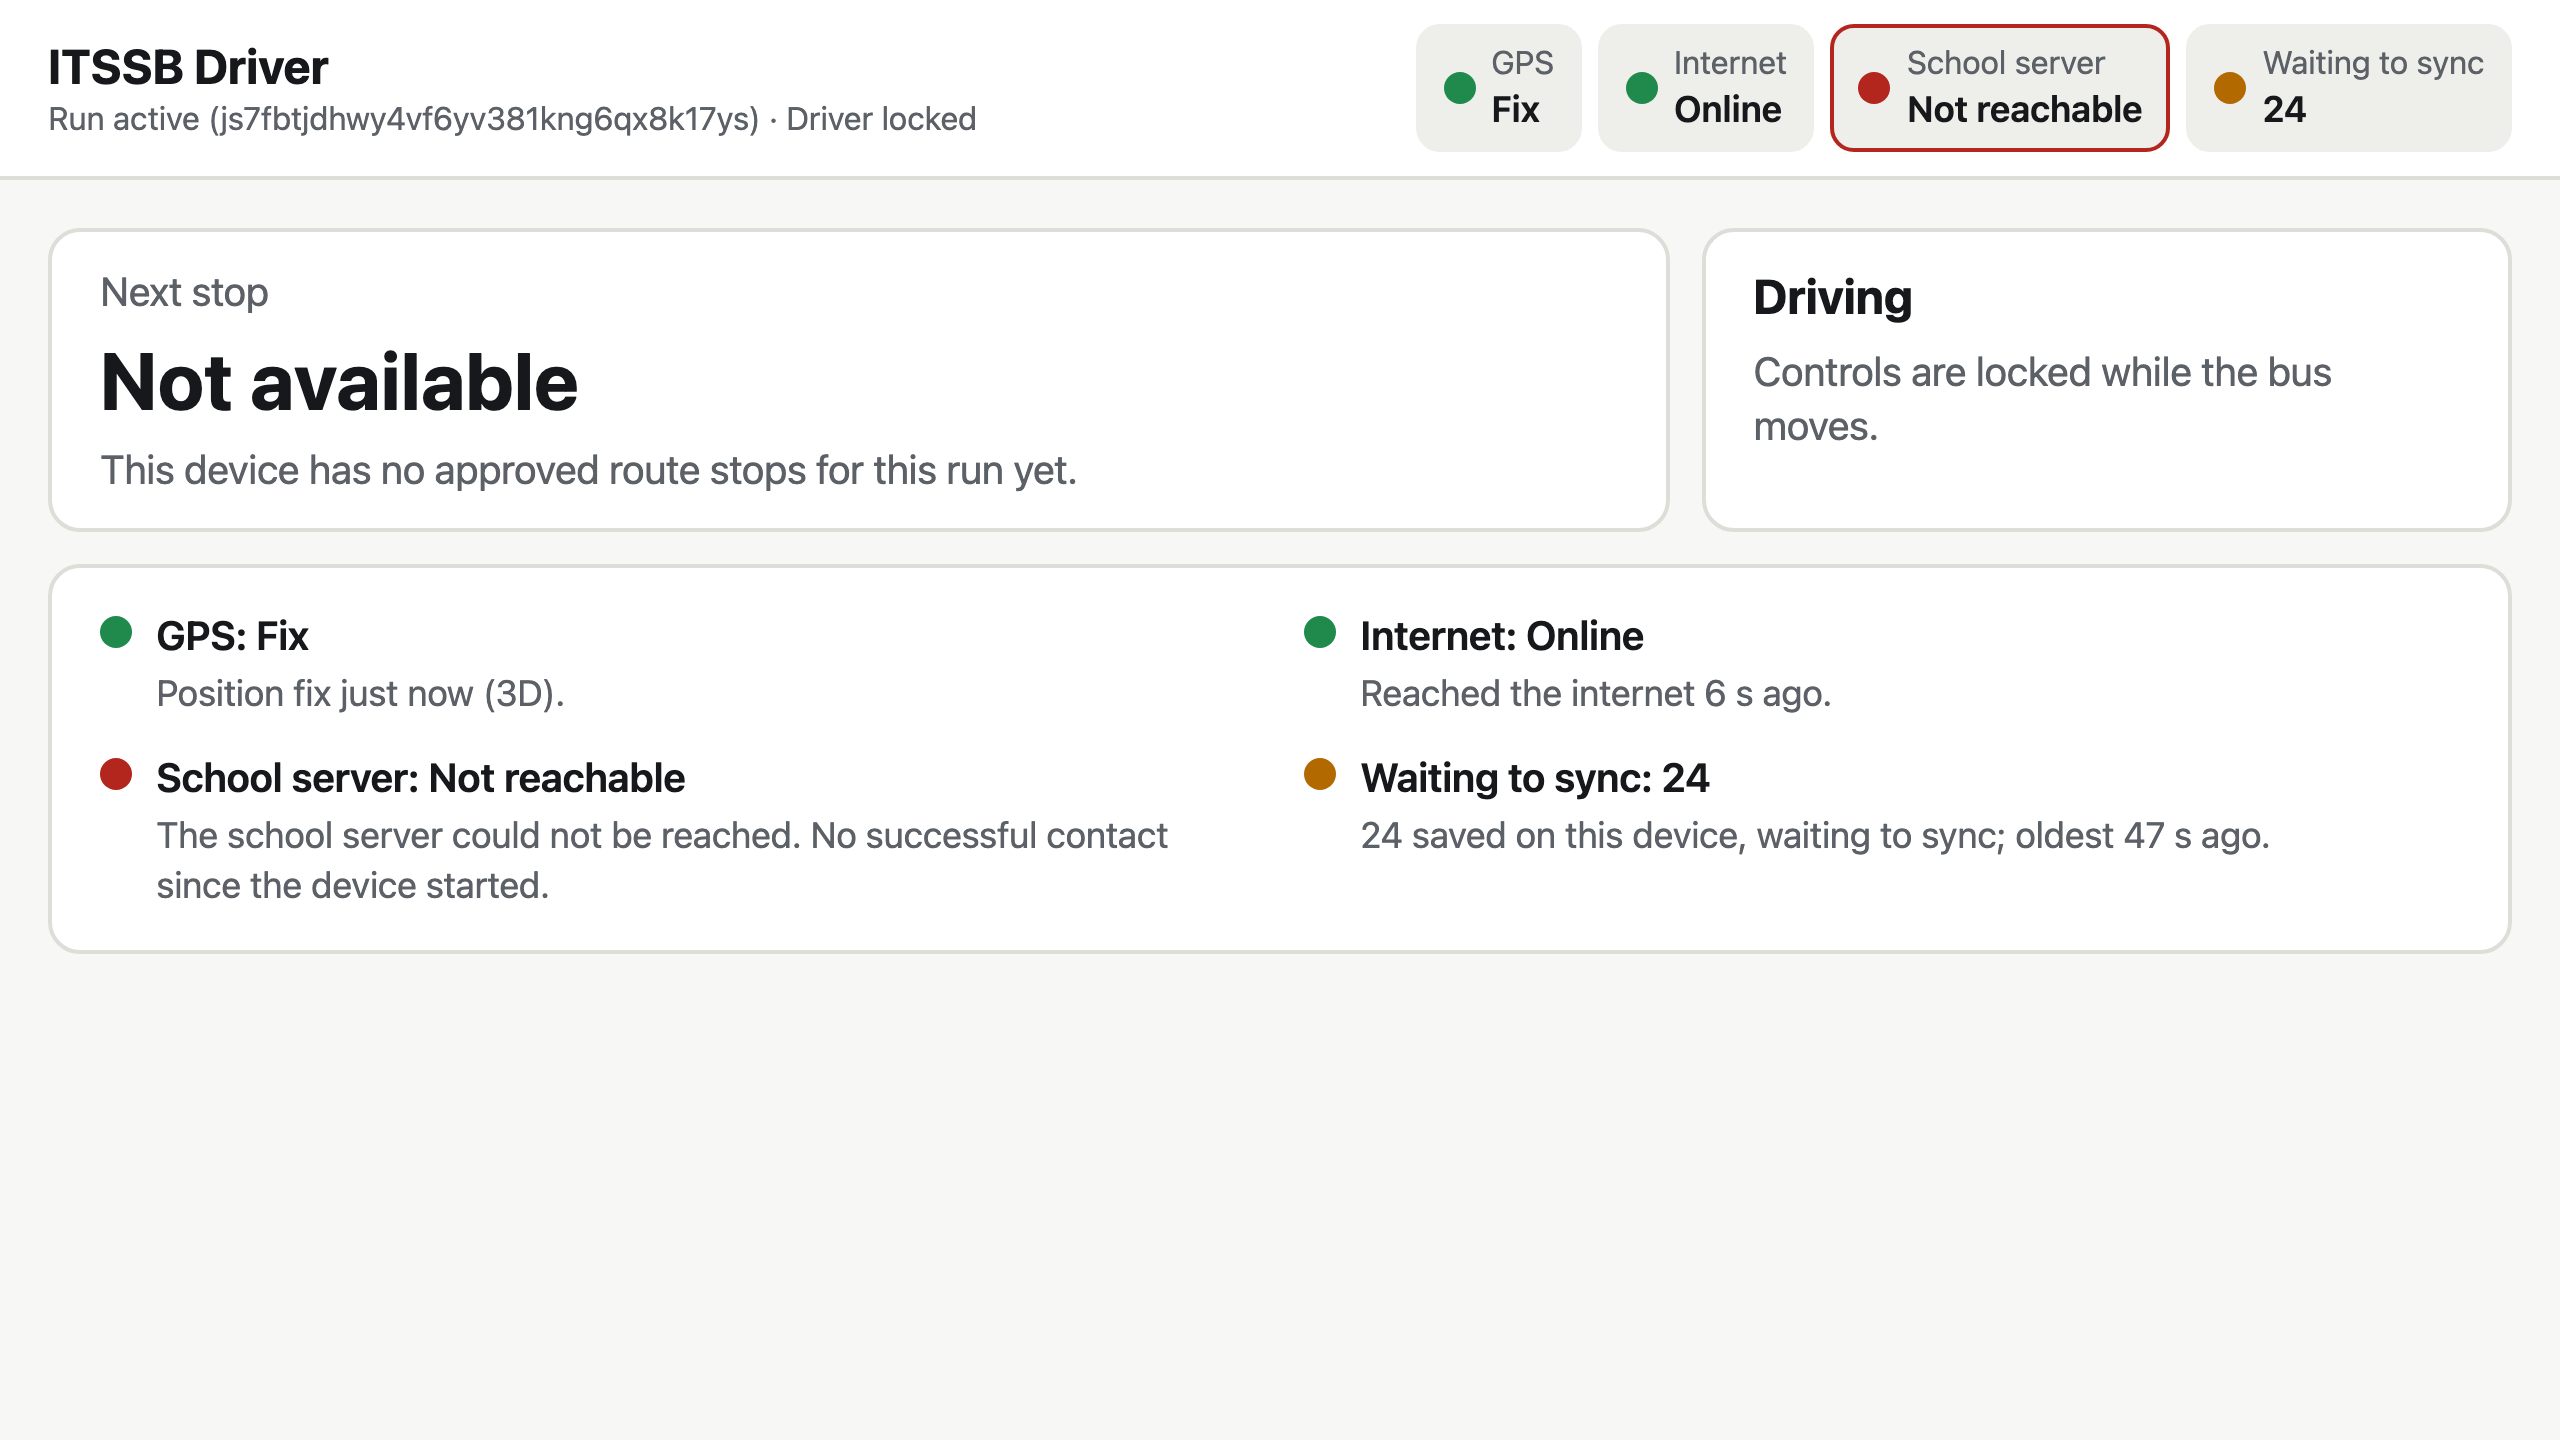 ITSSB Driver
Run active (js7fbtjdhwy4vf6yv381kng6qx8k17ys) · Driver locked
GPS
Fix
Internet
Online
School server
Not reachable
Waiting to sync
24
Next stop
Not available
This device has no approved route stops for this run yet.
Driving
Controls are locked while the bus
moves.
GPS: Fix
Position fix just now (3D).
Internet: Online
Reached the internet 6 s ago.
School server: Not reachable
The school server could not be reached. No successful contact
since the device started.
Waiting to sync: 24
24 saved on this device, waiting to sync; oldest 47 s ago.